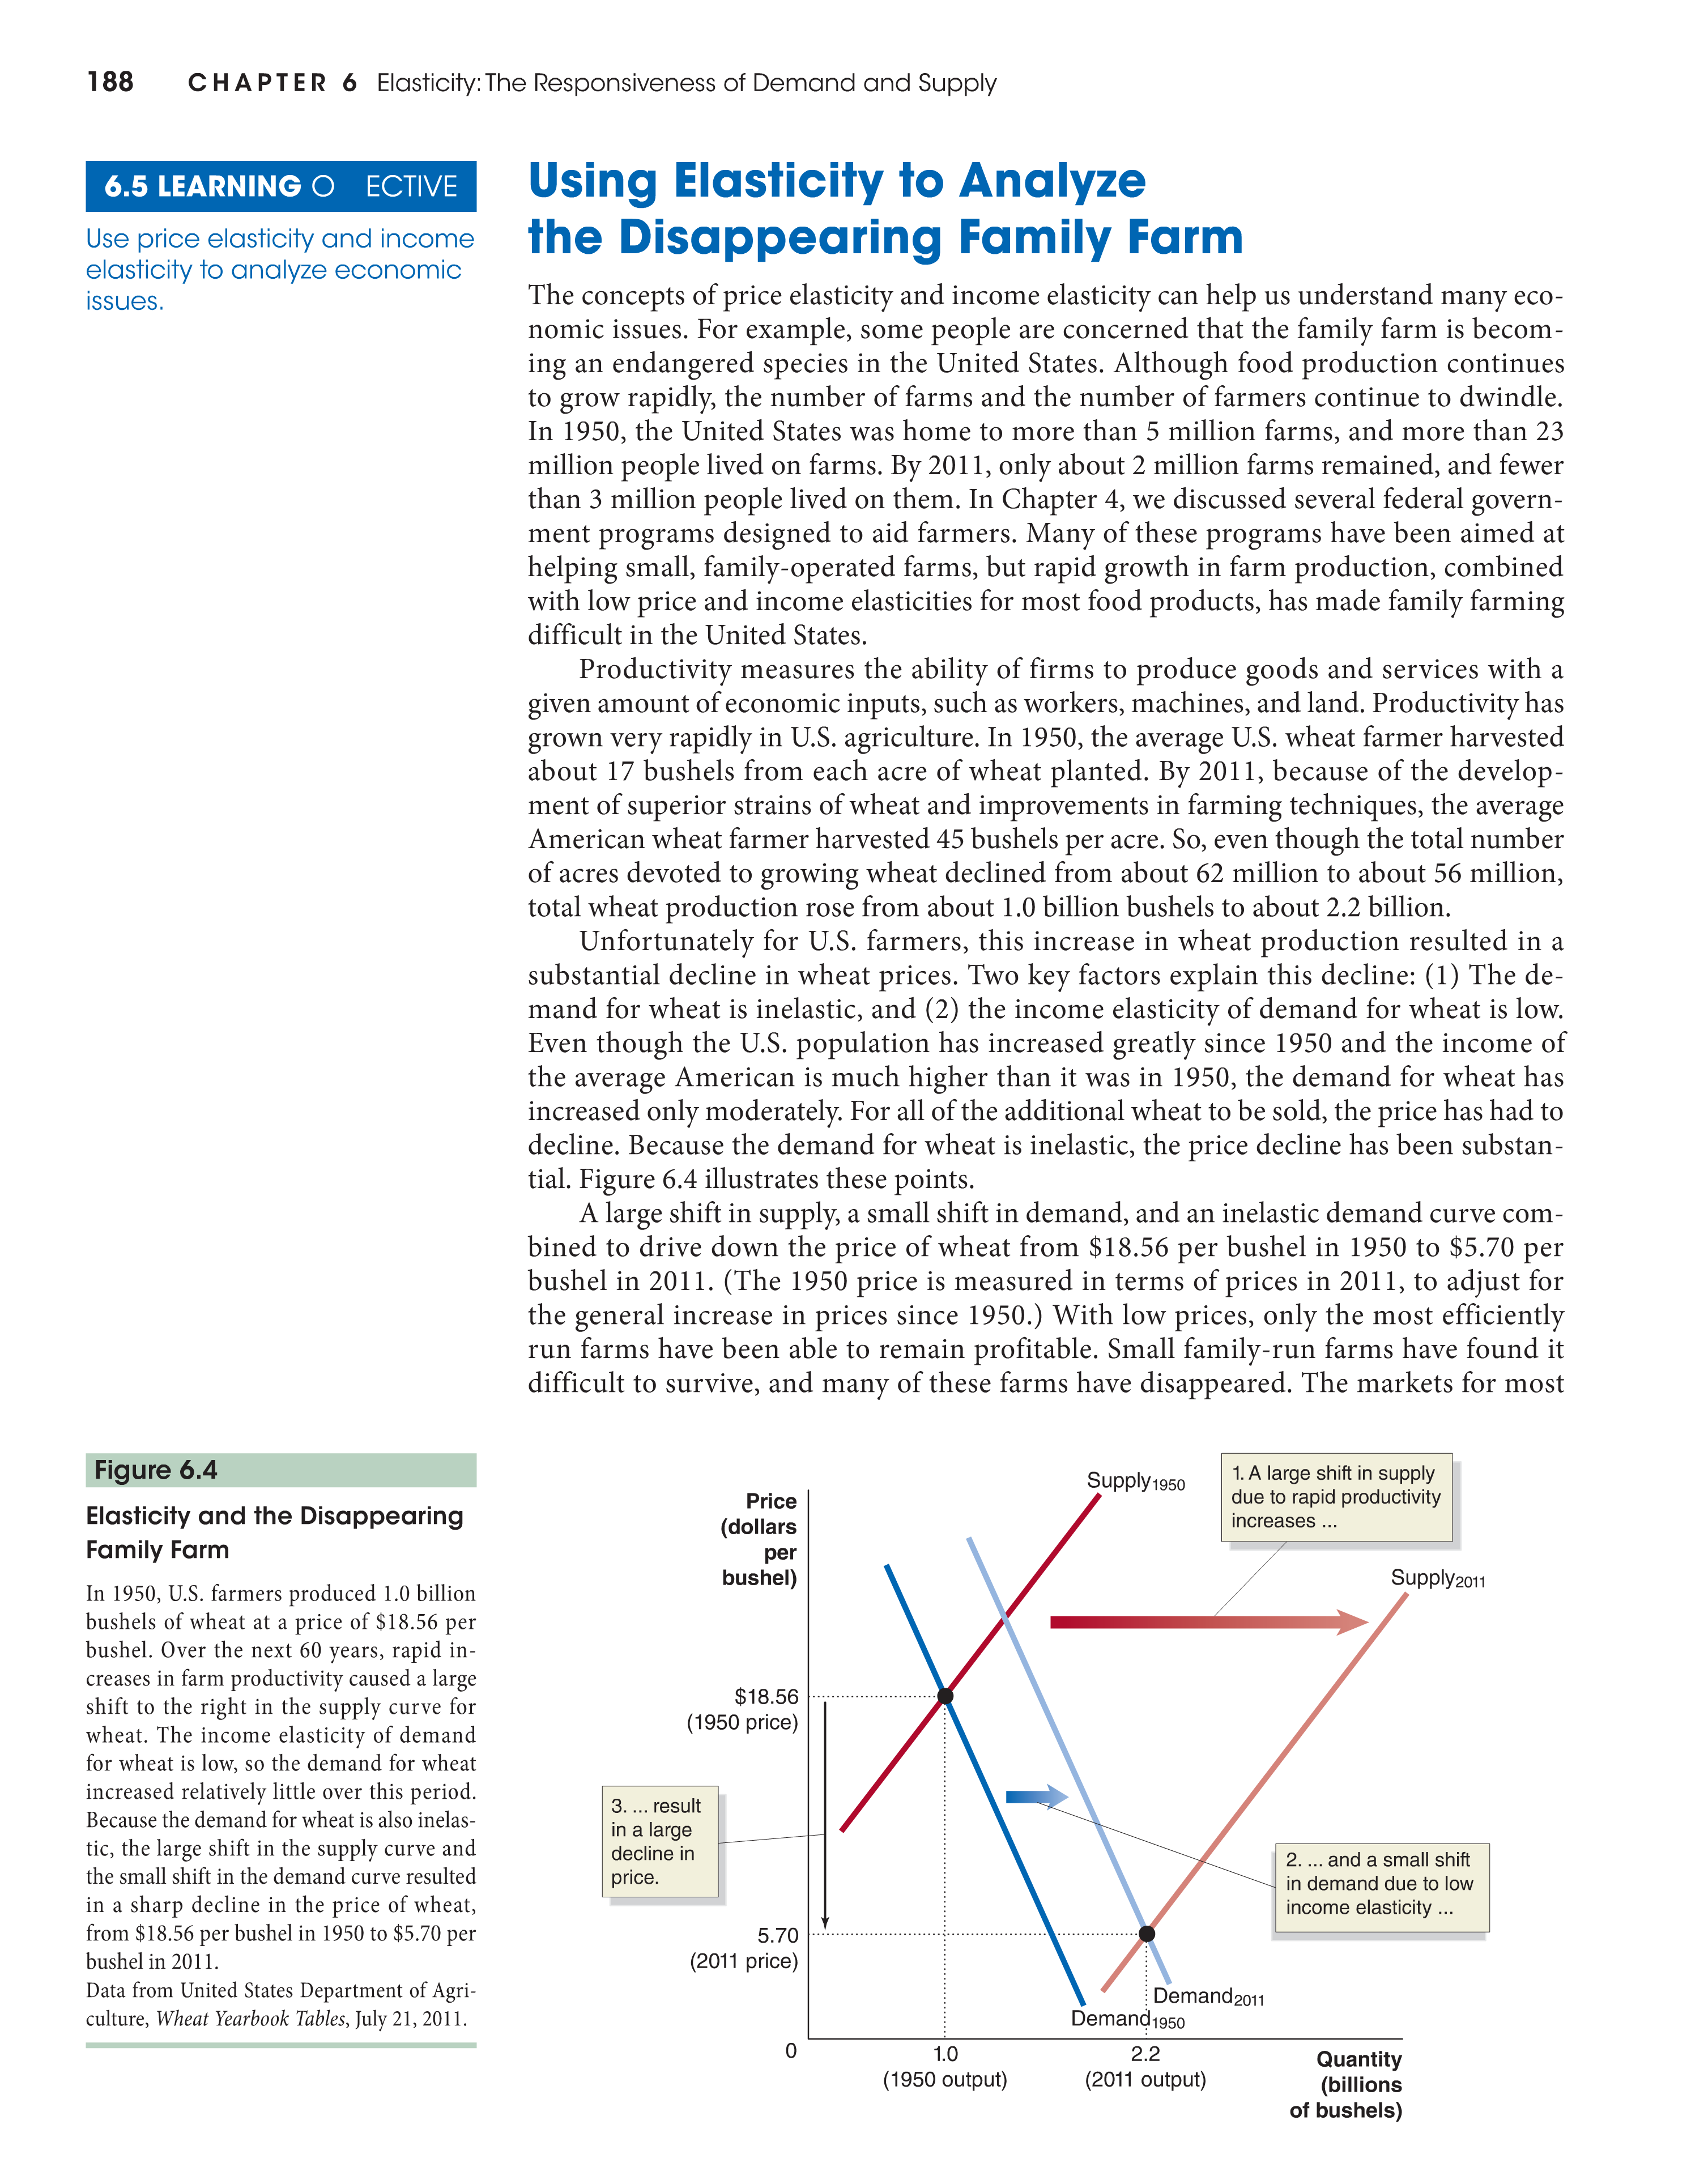 188 CHAPTER 6 Elasticity: The Responsiveness of Demand and Supply
6.5 LEARNING O ECTIVE
Use price elasticity and income
elasticity to analyze economic
issues.
Using Elasticity to Analyze
the Disappearing Family Farm
The concepts of price elasticity and income elasticity can help us understand many eco-
nomic issues. For example, some people are concerned that the family farm is becom-
ing an endangered species in the United States. Although food production continues
to grow rapidly, the number of farms and the number of farmers continue to dwindle.
In 1950, the United States was home to more than 5 million farms, and more than 23
million people lived on farms. By 2011, only about 2 million farms remained, and fewer
than 3 million people lived on them. In Chapter 4, we discussed several federal govern-
ment programs designed to aid farmers. Many of these programs have been aimed at
helping small, family-operated farms, but rapid growth in farm production, combined
with low price and income elasticities for most food products, has made family farming
difficult in the United States.
Productivity measures the ability of firms to produce goods and services with a
given amount of economic inputs, such as workers, machines, and land. Productivity has
grown very rapidly in U.S. agriculture. In 1950, the average U.S. wheat farmer harvested
about 17 bushels from each acre of wheat planted. By 2011, because of the develop-
ment of superior strains of wheat and improvements in farming techniques, the average
American wheat farmer harvested 45 bushels per acre. So, even though the total number
of acres devoted to growing wheat declined from about 62 million to about 56 million,
total wheat production rose from about 1.0 billion bushels to about 2.2 billion.
Unfortunately for U.S. farmers, this increase in wheat production resulted in a
substantial decline in wheat prices. Two key factors explain this decline: (1) The de-
mand for wheat is inelastic, and (2) the income elasticity of demand for wheat is low.
Even though the U.S. population has increased greatly since 1950 and the income of
the average American is much higher than it was in 1950, the demand for wheat has
increased only moderately. For all of the additional wheat to be sold, the price has had to
decline. Because the demand for wheat is inelastic, the price decline has been substan-
tial. Figure 6.4 illustrates these points.
A large shift in supply, a small shift in demand, and an inelastic demand curve com-
bined to drive down the price of wheat from $18.56 per bushel in 1950 to $5.70 per
bushel in 2011. (The 1950 price is measured in terms of prices in 2011, to adjust for
the general increase in prices since 1950.) With low prices, only the most efficiently
run farms have been able to remain profitable. Small family-run farms have found it
difficult to survive, and many of these farms have disappeared. The markets for most
Figure 6.4
Elasticity and the Disappearing
Family Farm
In 1950, U.S. farmers produced 1.0 billion
bushels of wheat at a price of $18.56 per
bushel. Over the next 60 years, rapid in-
creases in farm productivity caused a large
shift to the right in the supply curve for
wheat. The income elasticity of demand
for wheat is low, so the demand for wheat
increased relatively little over this period.
Because the demand for wheat is also inelas-
tic, the large shift in the supply curve and
the small shift in the demand curve resulted
in a sharp decline in the price of wheat,
from $18.56 per bushel in 1950 to $5.70 per
bushel in 2011.
Data from United States Department of Agri-
culture, Wheat Yearbook Tables, July 21, 2011.
Price
(dollars
per
bushel)
Supply1950
1. A large shift in supply
due to rapid productivity
increases ...
Supply2011
$18.56
(1950 price)
3. ... result
in a large
decline in
price.
2. ... and a small shift
in demand due to low
income elasticity ...
5.70
(2011 price)
Demand2011
Demand1950
0
1.0
(1950 output)
2.2
(2011 output)
Quantity
(billions
of bushels)